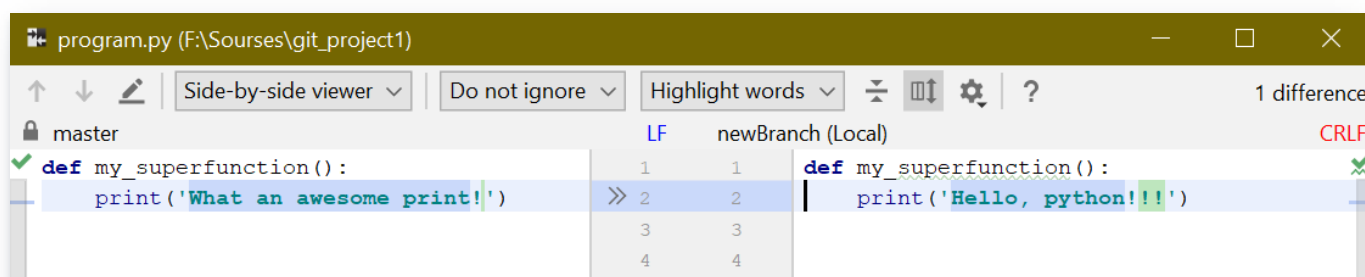 program.py (F:\Sourses\git_project1)
Side-by-side viewer Do not ignore Highlight words ? 1 difference
master LF newBranch (Local) CRLF
def my_superfunction(): 1 1 def my_superfunction():
print('What an awesome print!') 2 2 print('Hello, python!!!')
3 3
4 4